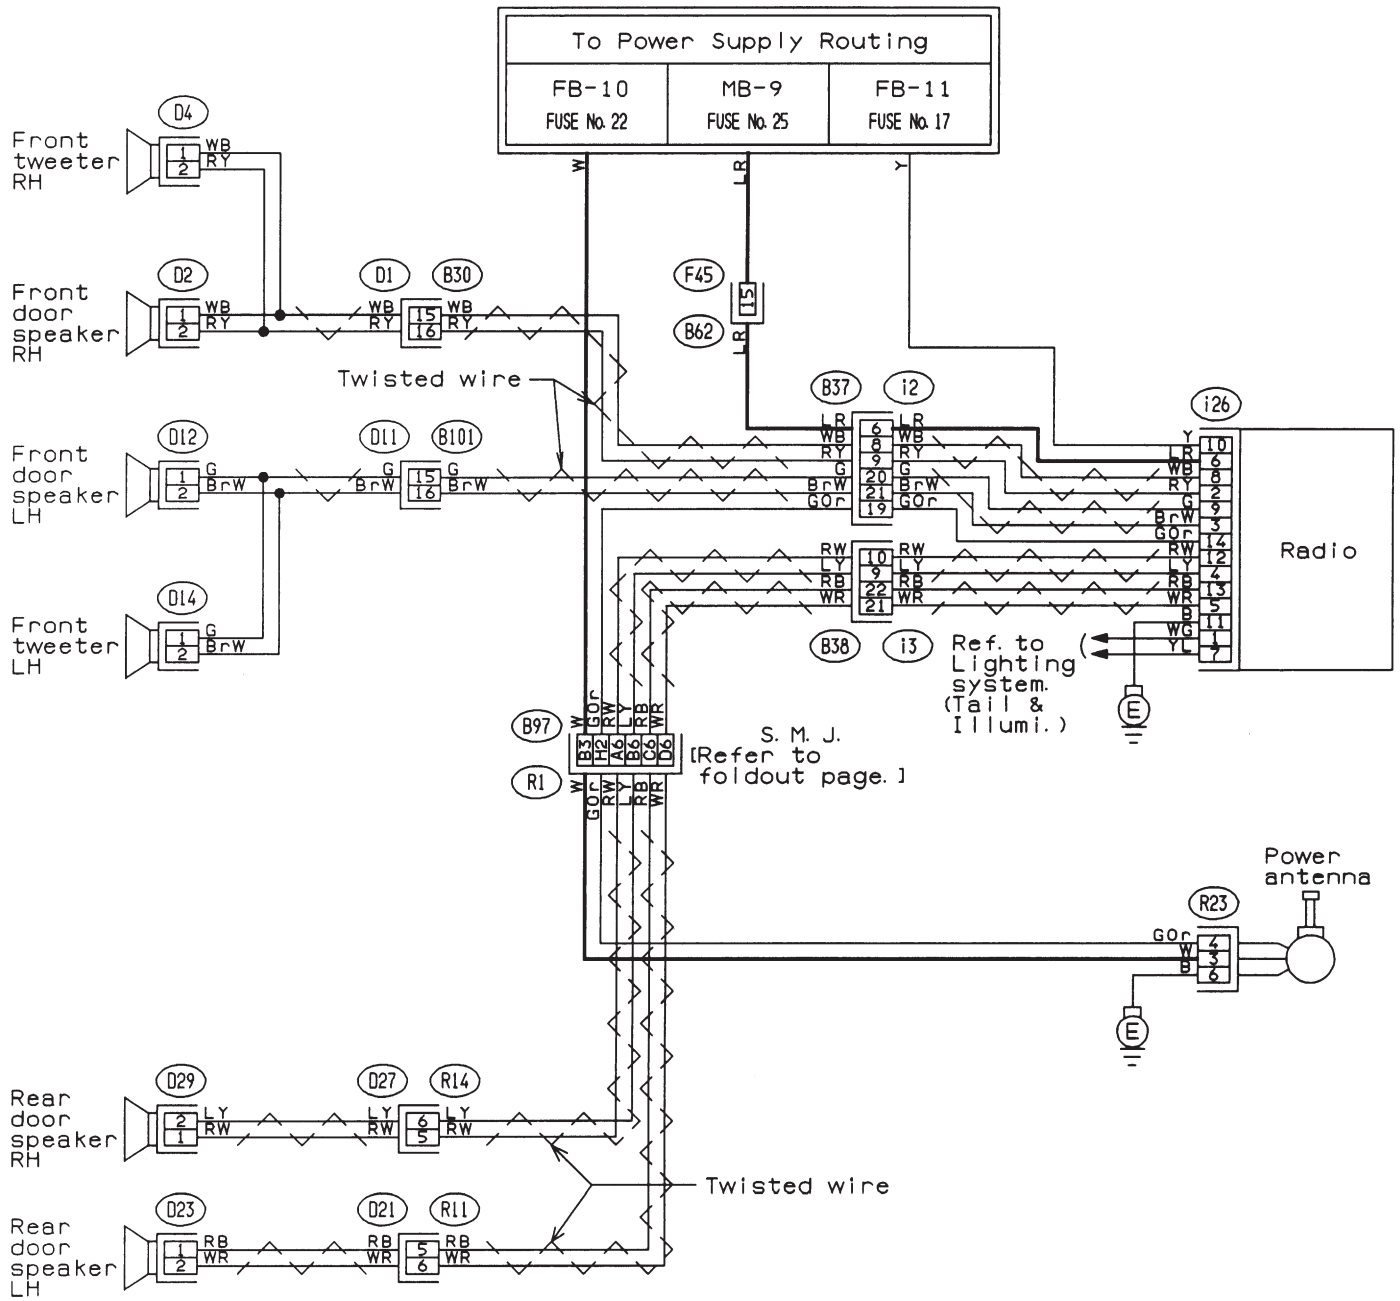 To Power Supply Routing
FB-10
MB-9
FB-11
FUSE No. 22
FUSE No. 25
FUSE No. 17
W
LR
Y
D4
Front
tweeter
RH
1
2
WB
RY
D2
D1
B30
Front
door
speaker
RH
1
2
WB
RY
WB
RY
15
16
WB
RY
F45
15
B62
LR
Twisted wire
D12
D11
B101
Front
door
speaker
LH
1
2
G
BrW
G
BrW
15
16
G
BrW
D14
Front
tweeter
LH
1
2
G
BrW
B37
i2
LR
6
LR
WB
8
WB
RY
9
RY
G
20
G
BrW
21
BrW
GOr
19
GOr
RW
10
RW
LY
9
LY
RB
22
RB
WR
21
WR
B38
i3
i26
Y
10
LR
6
WB
8
RY
2
G
9
BrW
3
GOr
14
RW
12
LY
4
RB
13
WR
5
B
11
WG
1
YL
7
Radio
Ref. to
Lighting
system.
(Tail &
Illumi.)
E
B97
W
GOr
RW
LY
RB
WR
B3
H2
A6
B6
C6
D6
R1
W
GOr
RW
LY
RB
WR
S. M. J.
[Refer to
foldout page. ]
Power
antenna
R23
GOr
4
W
3
B
6
E
D29
D27
R14
Rear
door
speaker
RH
2
1
LY
RW
LY
RW
6
5
LY
RW
Twisted wire
D23
D21
R11
Rear
door
speaker
LH
1
2
RB
WR
RB
WR
5
6
RB
WR